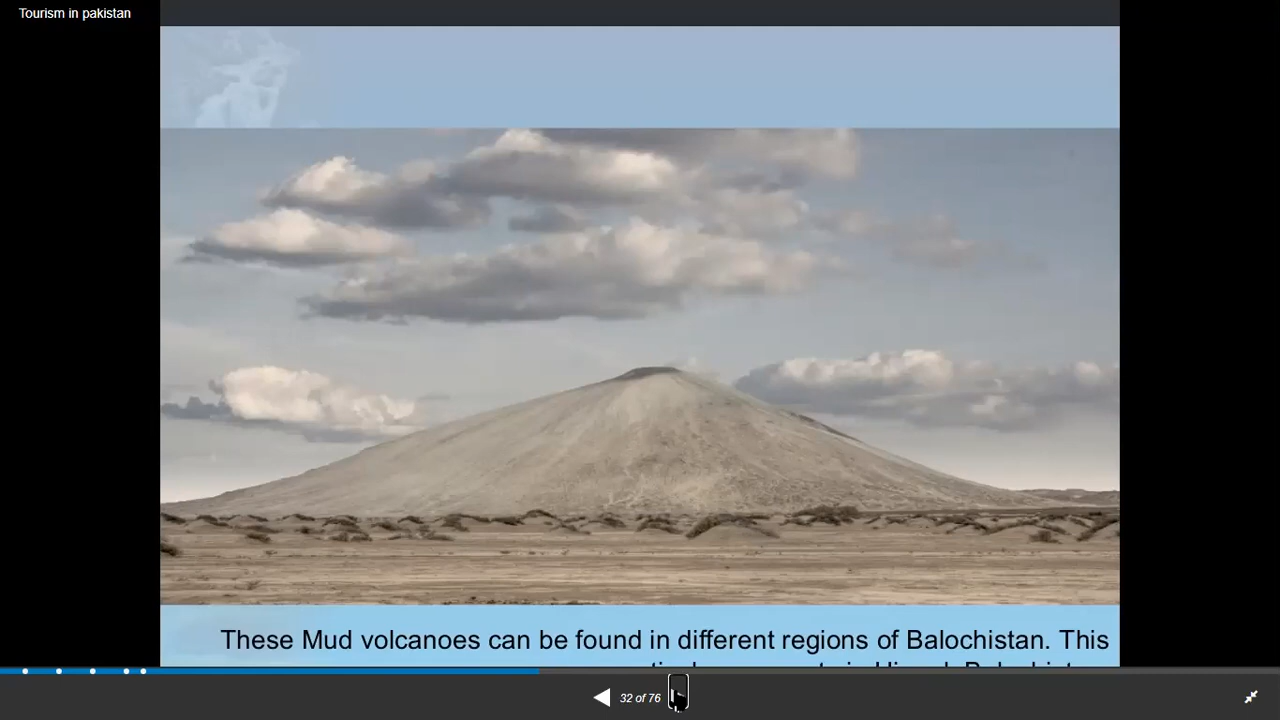 Tourism in pakistan
These Mud volcanoes can be found in different regions of Balochistan. This
32 of 76